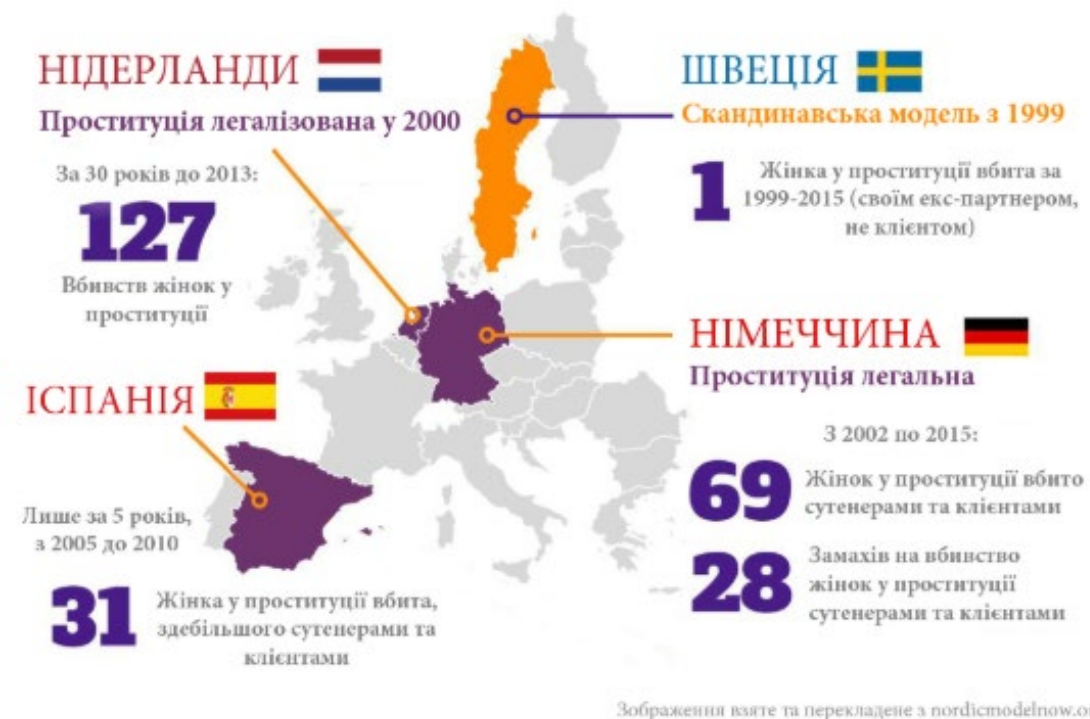 НІДЕРЛАНДИ
Проституція легалізована у 2000
За 30 років до 2013:
127
Вбивств жінок у
проституції
ШВЕЦІЯ
Скандинавська модель з 1999
1
Жінка у проституції вбита за
1999-2015 (своїм екс-партнером,
не клієнтом)
НІМЕЧЧИНА
Проституція легальна
З 2002 по 2015:
69
Жінок у проституції вбито
сутенерами та клієнтами
28
Замахів на вбивство
жінок у проституції
сутенерами та клієнтами
ІСПАНІЯ
Лише за 5 років,
з 2005 до 2010
31
Жінка у проституції вбита,
здебільшого сутенерами та
клієнтами
Зображення взяте та перекладене з nordicmodelnow.o